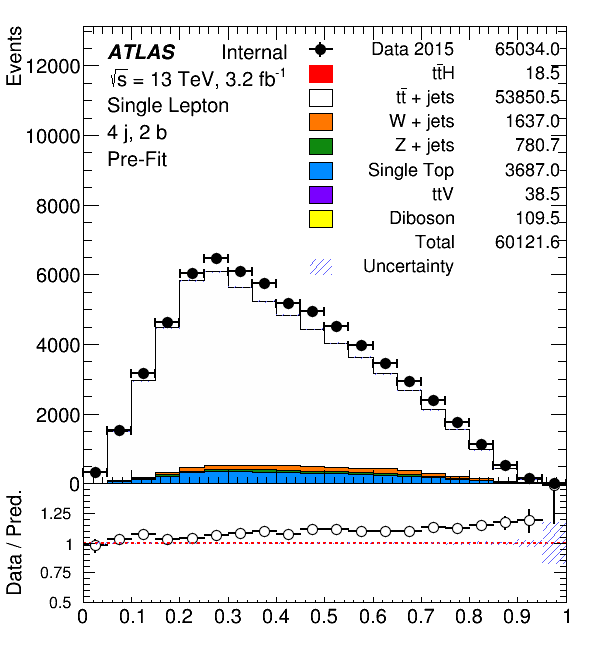 Events
12000
10000
8000
6000
4000
2000
0
ATLAS Internal
√s = 13 TeV, 3.2 fb⁻¹
Single Lepton
4 j, 2 b
Pre-Fit
Data 2015 65034.0
tt̄H 18.5
tt̄ + jets 53850.5
W + jets 1637.0
Z + jets 780.7
Single Top 3687.0
ttV 38.5
Diboson 109.5
Total 60121.6
Uncertainty
Data / Pred.
1.25
1
0.75
0.5
0 0.1 0.2 0.3 0.4 0.5 0.6 0.7 0.8 0.9 1